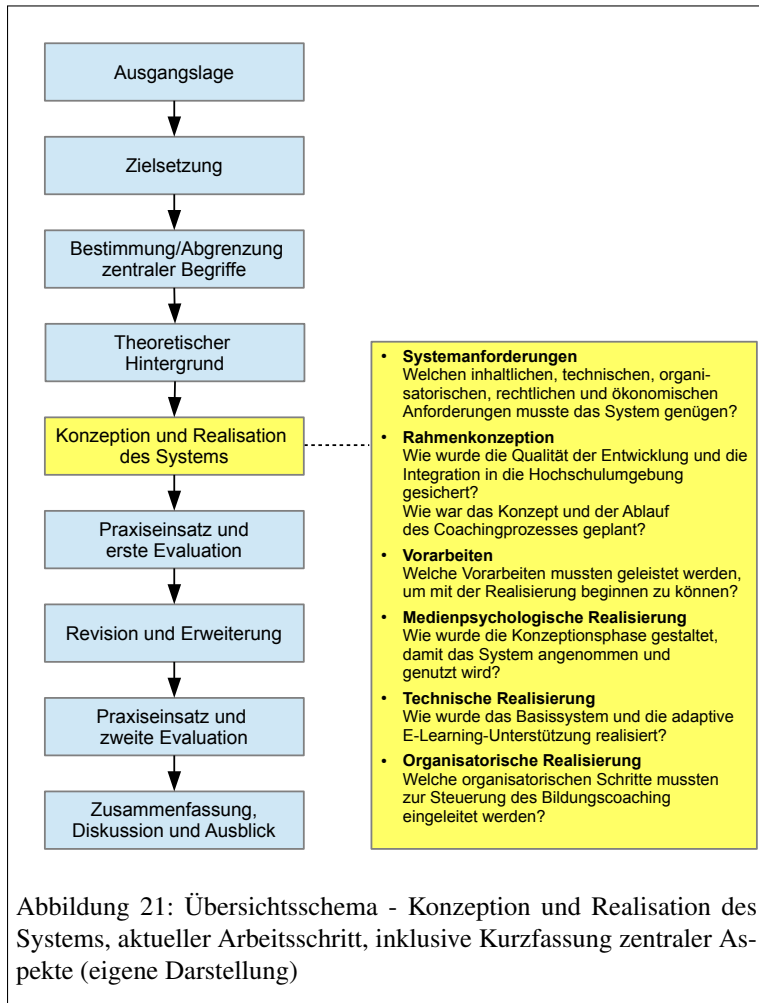 Ausgangslage
Zielsetzung
Bestimmung/Abgrenzung
zentraler Begriffe
Theoretischer
Hintergrund
Konzeption und Realisation
des Systems
Praxiseinsatz und
erste Evaluation
Revision und Erweiterung
Praxiseinsatz und
zweite Evaluation
Zusammenfassung,
Diskussion und Ausblick
• Systemanforderungen
Welchen inhaltlichen, technischen, organi-
satorischen, rechtlichen und ökonomischen
Anforderungen musste das System genügen?
• Rahmenkonzeption
Wie wurde die Qualität der Entwicklung und die
Integration in die Hochschulumgebung
gesichert?
Wie war das Konzept und der Ablauf
des Coachingprozesses geplant?
• Vorarbeiten
Welche Vorarbeiten mussten geleistet werden,
um mit der Realisierung beginnen zu können?
• Medienpsychologische Realisierung
Wie wurde die Konzeptionsphase gestaltet,
damit das System angenommen und
genutzt wird?
• Technische Realisierung
Wie wurde das Basissystem und die adaptive
E-Learning-Unterstützung realisiert?
• Organisatorische Realisierung
Welche organisatorischen Schritte mussten
zur Steuerung des Bildungscoaching
eingeleitet werden?
Abbildung 21: Übersichtsschema - Konzeption und Realisation des
Systems, aktueller Arbeitsschritt, inklusive Kurzfassung zentraler As-
pekte (eigene Darstellung)